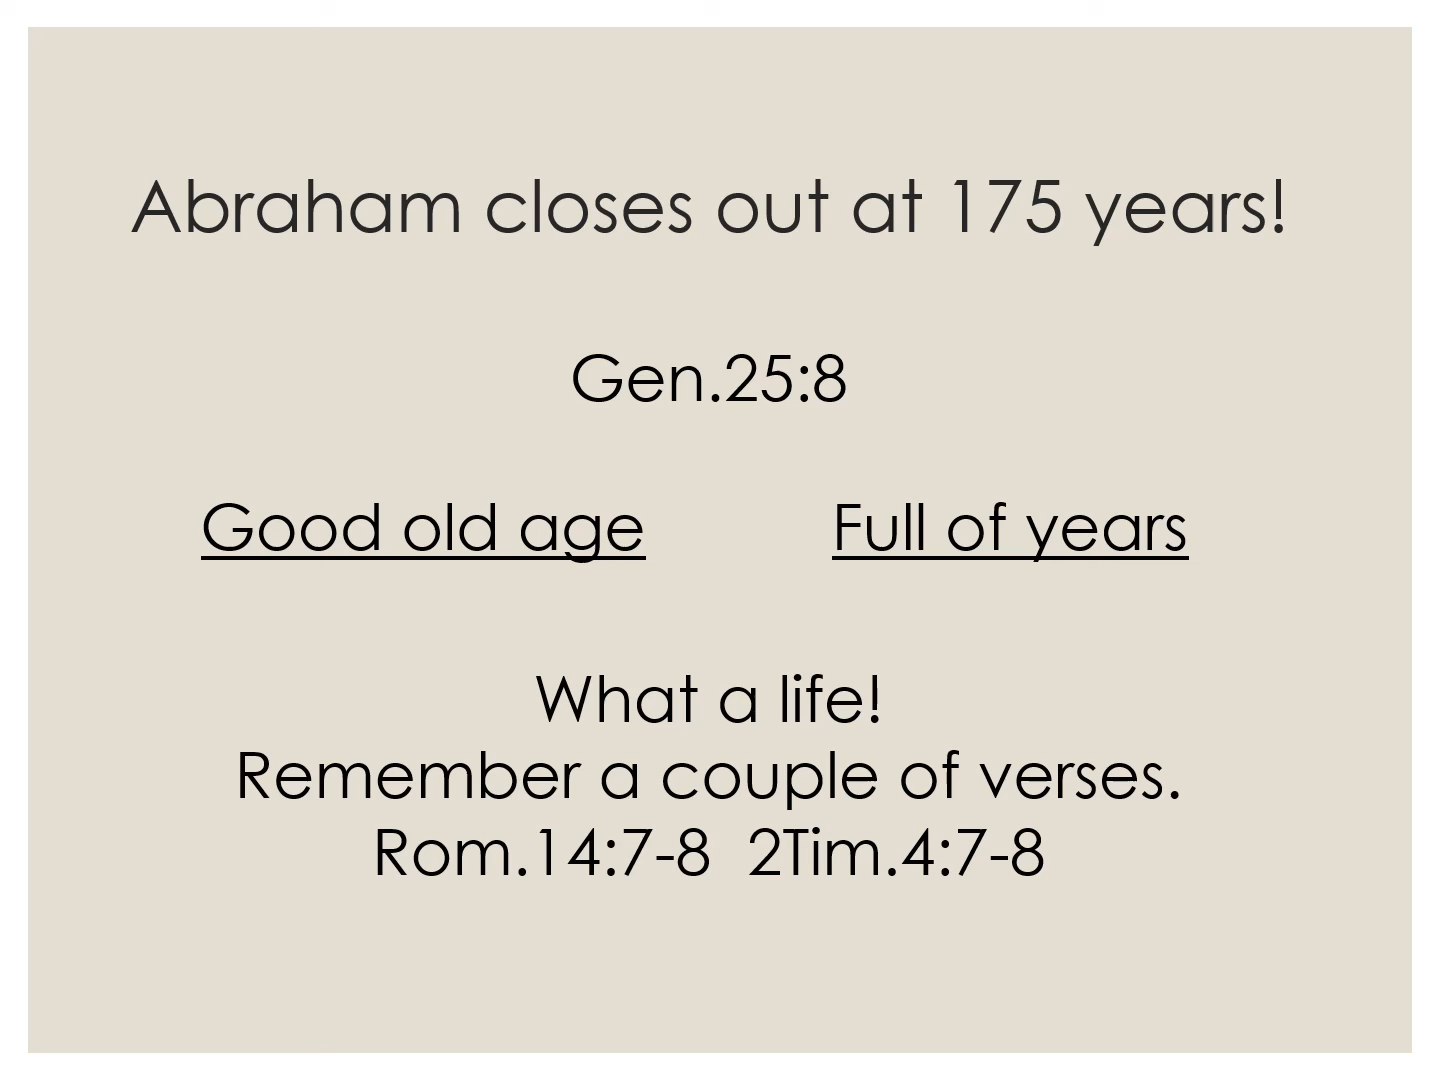 Abraham closes out at 175 years!
Gen.25:8
Good old age Full of years
What a life!
Remember a couple of verses.
Rom.14:7-8 2Tim.4:7-8